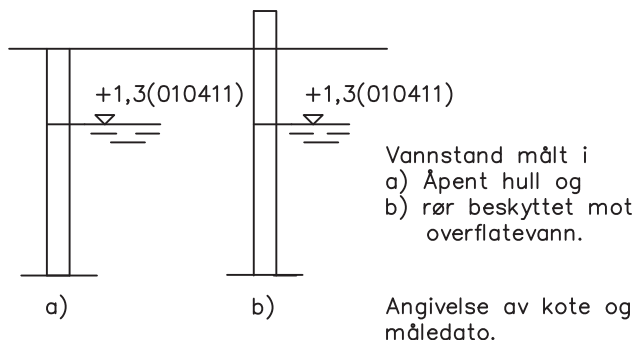 +1,3(010411) +1,3(010411)
Vannstand målt i
a) Åpent hull og
b) rør beskyttet mot
overflatevann.
a) b) Angivelse av kote og
måledato.